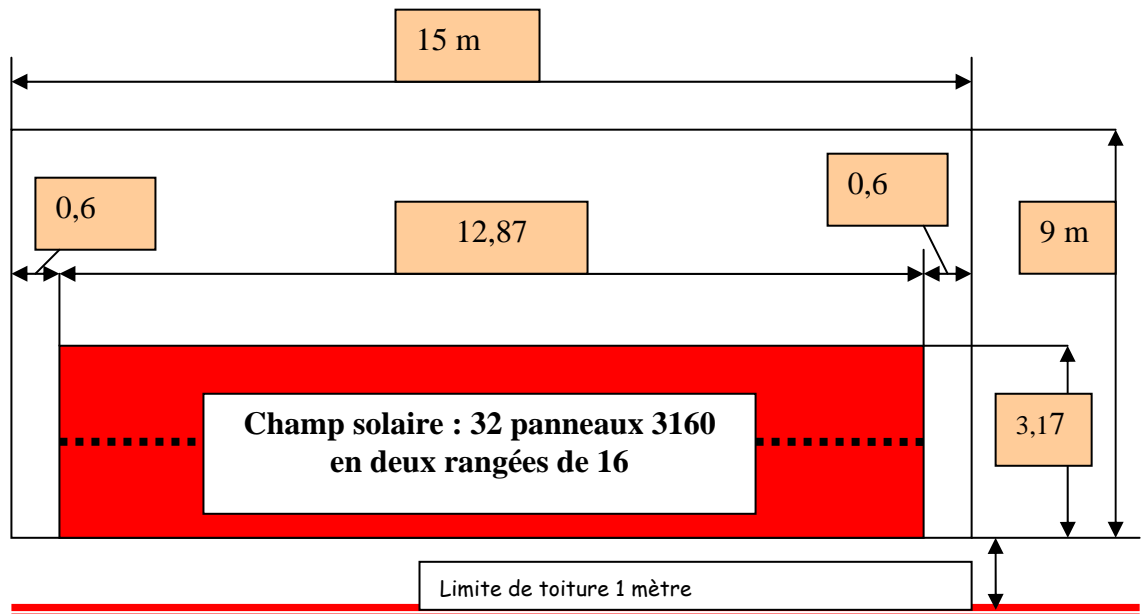 15 m
0,6
12,87
0,6
9 m
Champ solaire : 32 panneaux 3160
en deux rangées de 16
3,17
Limite de toiture 1 mètre